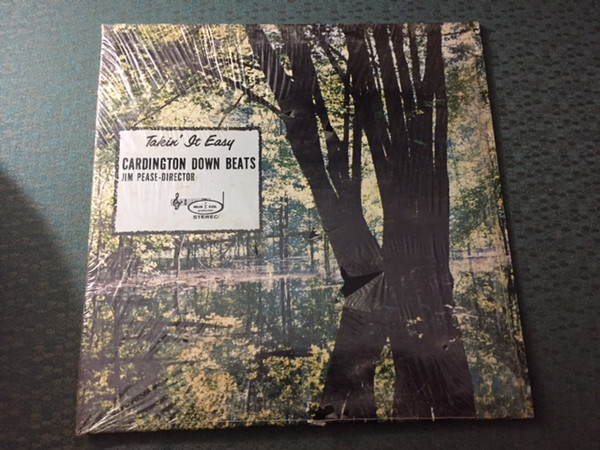 Takin' It Easy
CARDINGTON DOWN BEATS
JIM PEASE-DIRECTOR
STEREO